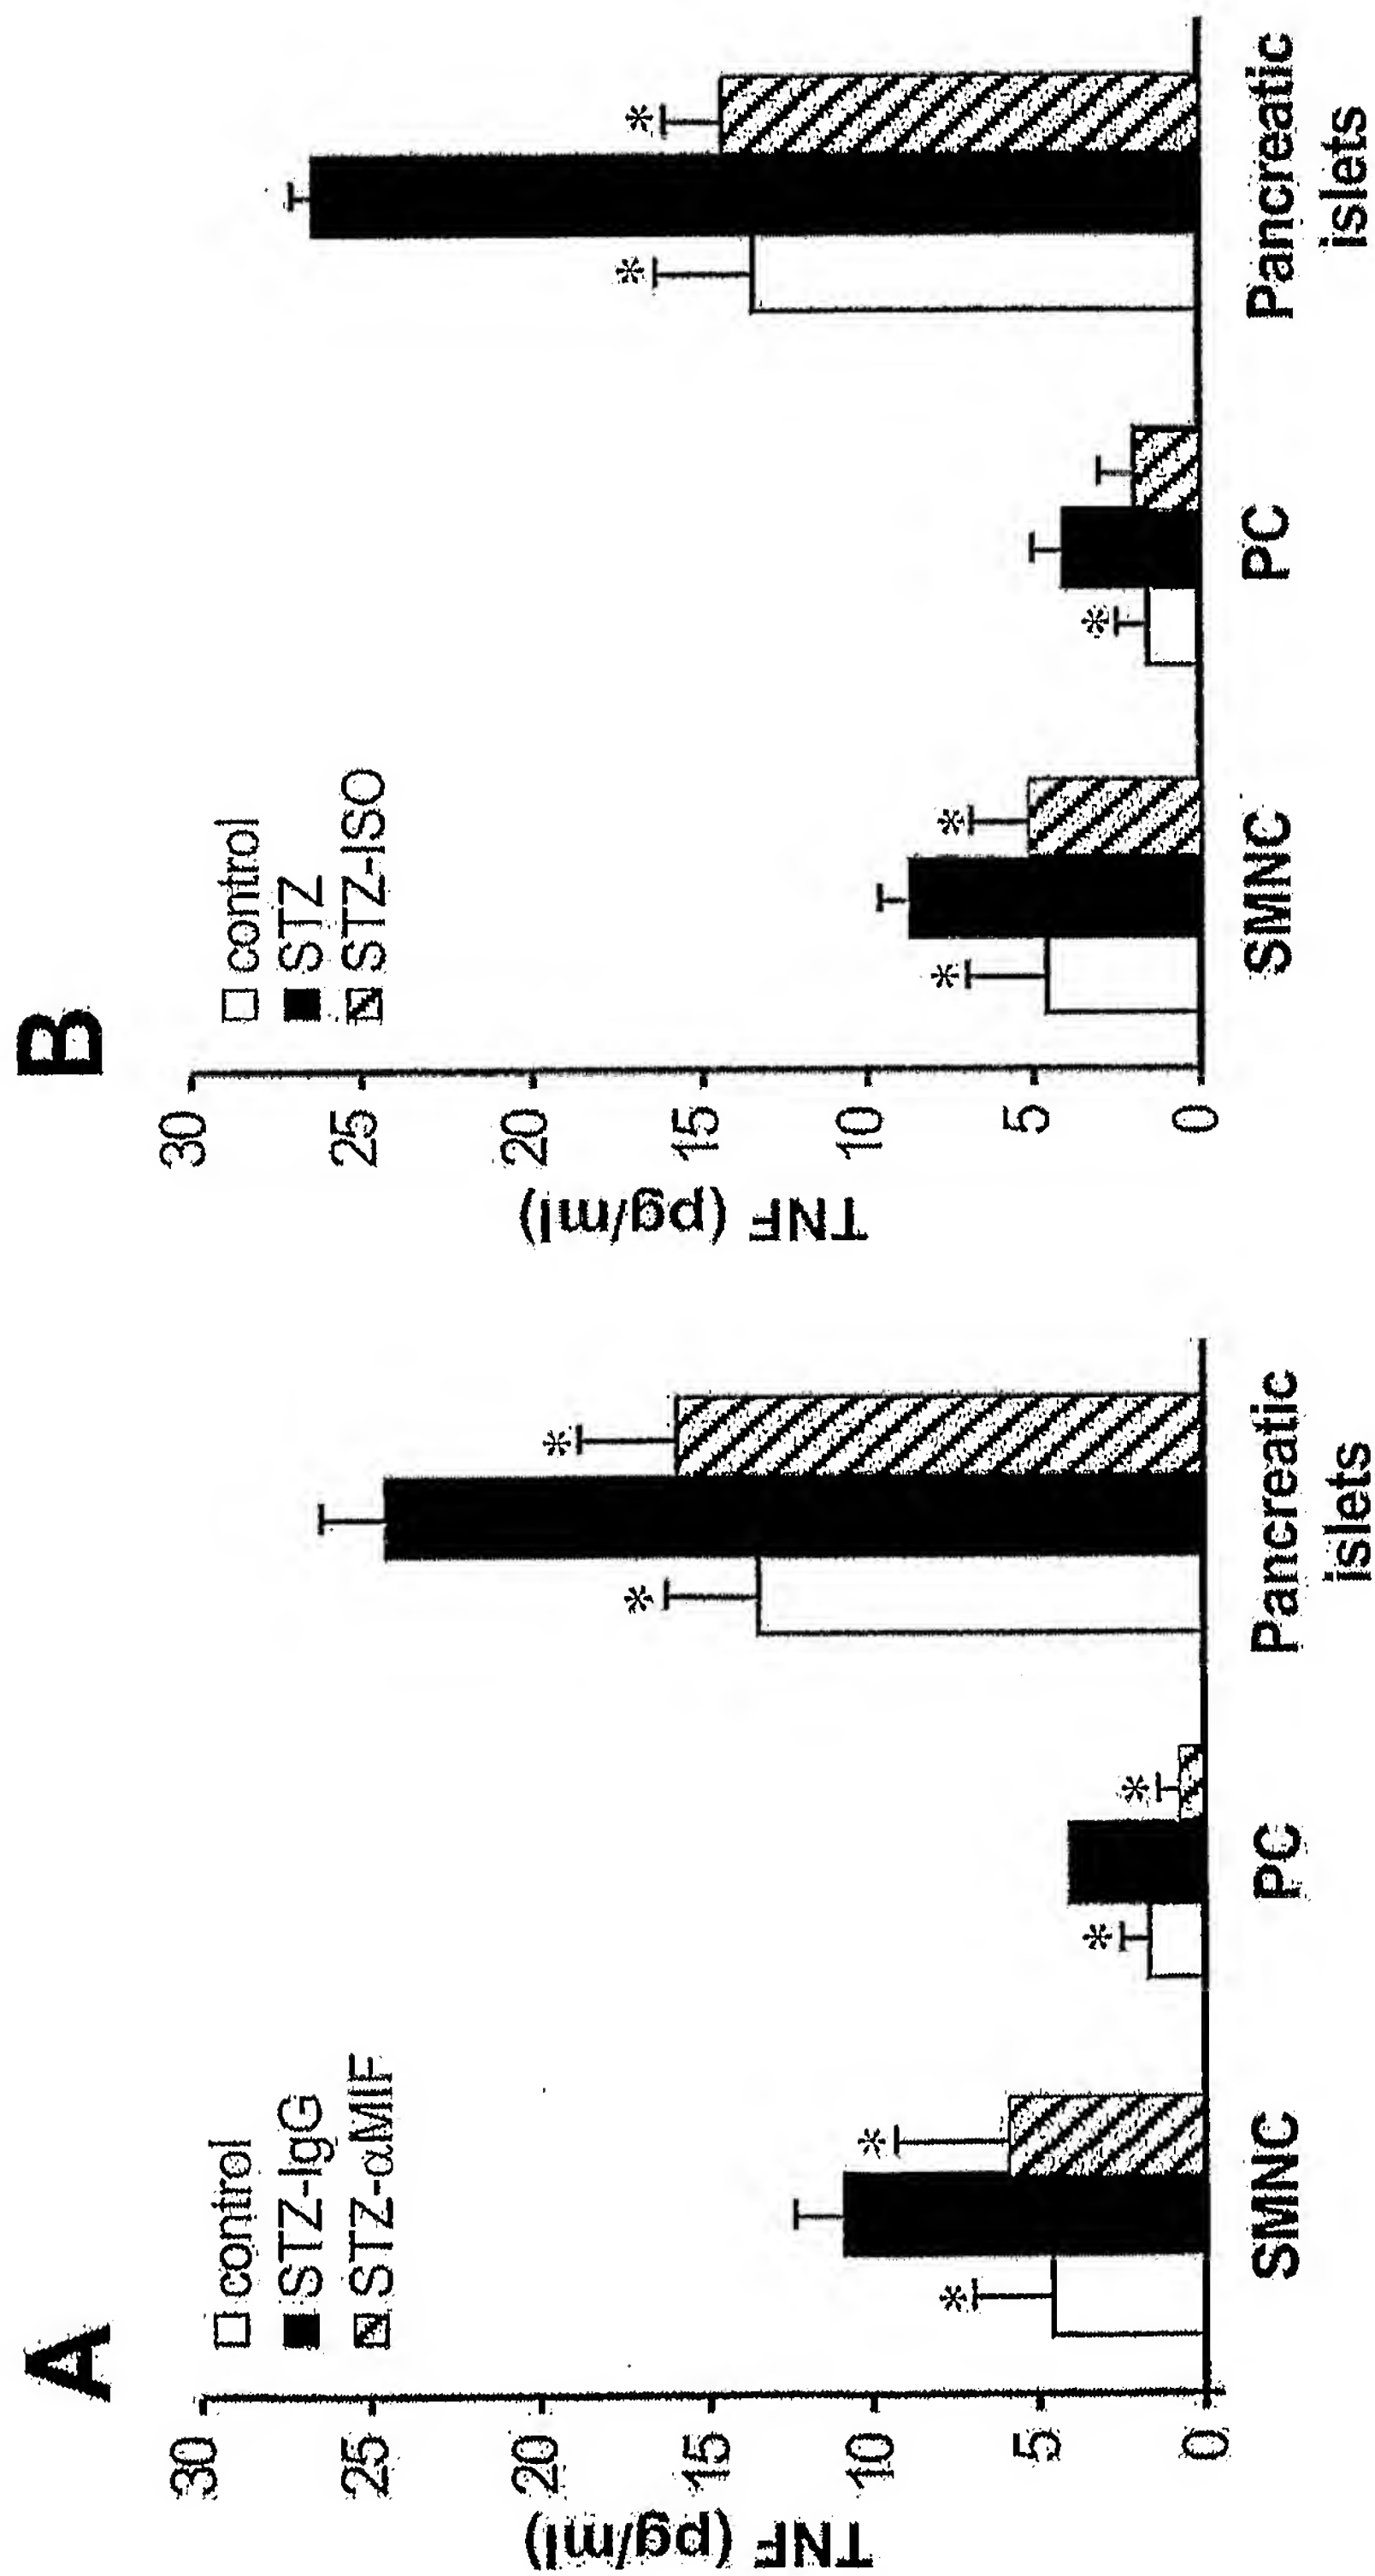 A
control
STZ-IgG
STZ-αMIF
30
25
20
15
10
5
0
TNF (pg/ml)
*
*
*
*
*
*
SMNC
PC
Pancreatic
islets
B
control
STZ
STZ-ISO
30
25
20
15
10
5
0
TNF (pg/ml)
*
*
*
*
*
SMNC
PC
Pancreatic
islets